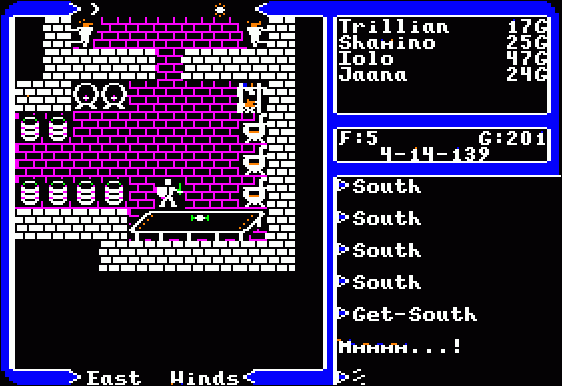 Trillian 17G
Shamino 25G
Iolo 47G
Jaana 24G
F:5 G:201
4-14-139
South
South
South
South
Get-South
Mmmmm...!
East Winds